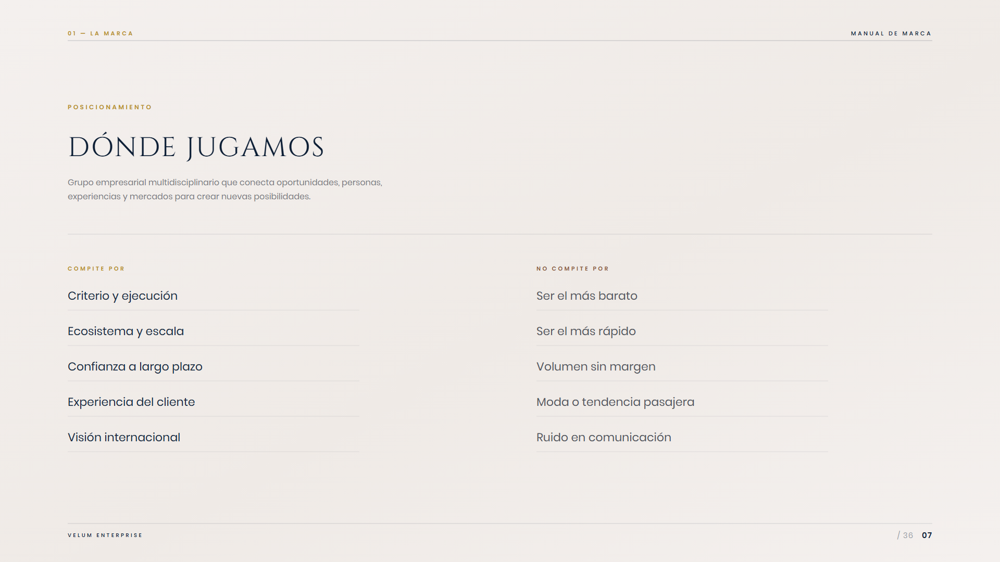 01 — LA MARCA
MANUAL DE MARCA
POSICIONAMIENTO
DÓNDE JUGAMOS
Grupo empresarial multidisciplinario que conecta oportunidades, personas,
experiencias y mercados para crear nuevas posibilidades.
COMPITE POR
Criterio y ejecución
Ecosistema y escala
Confianza a largo plazo
Experiencia del cliente
Visión internacional
NO COMPITE POR
Ser el más barato
Ser el más rápido
Volumen sin margen
Moda o tendencia pasajera
Ruido en comunicación
VELUM ENTERPRISE
/ 36 07